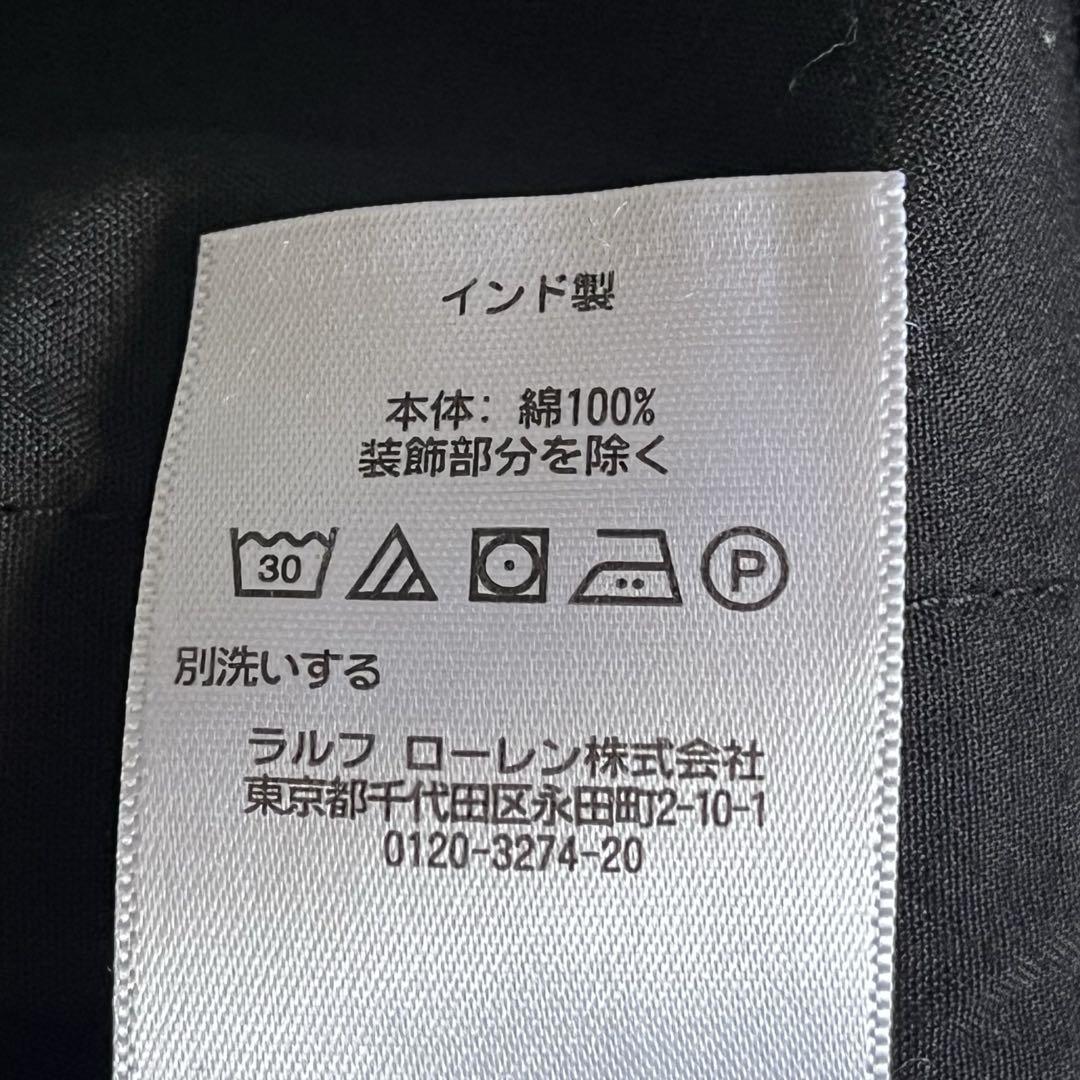 インド製
本体: 綿100%
装飾部分を除く
30 P
別洗いする
ラルフ ローレン株式会社
東京都千代田区永田町2-10-1
0120-3274-20